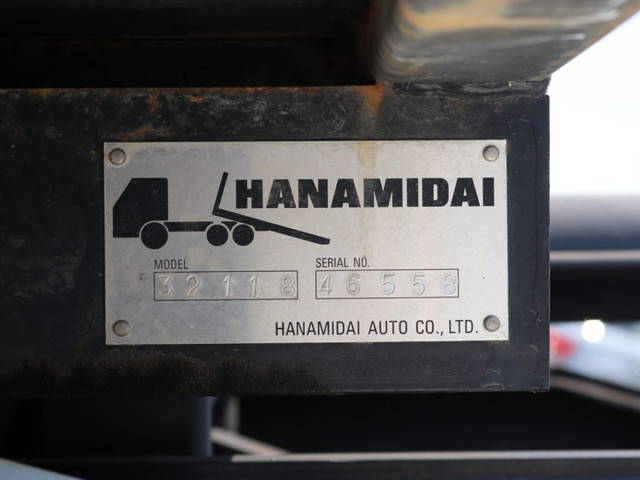 HANAMIDAI
MODEL SERIAL NO.
32118 46558
HANAMIDAI AUTO CO., LTD.